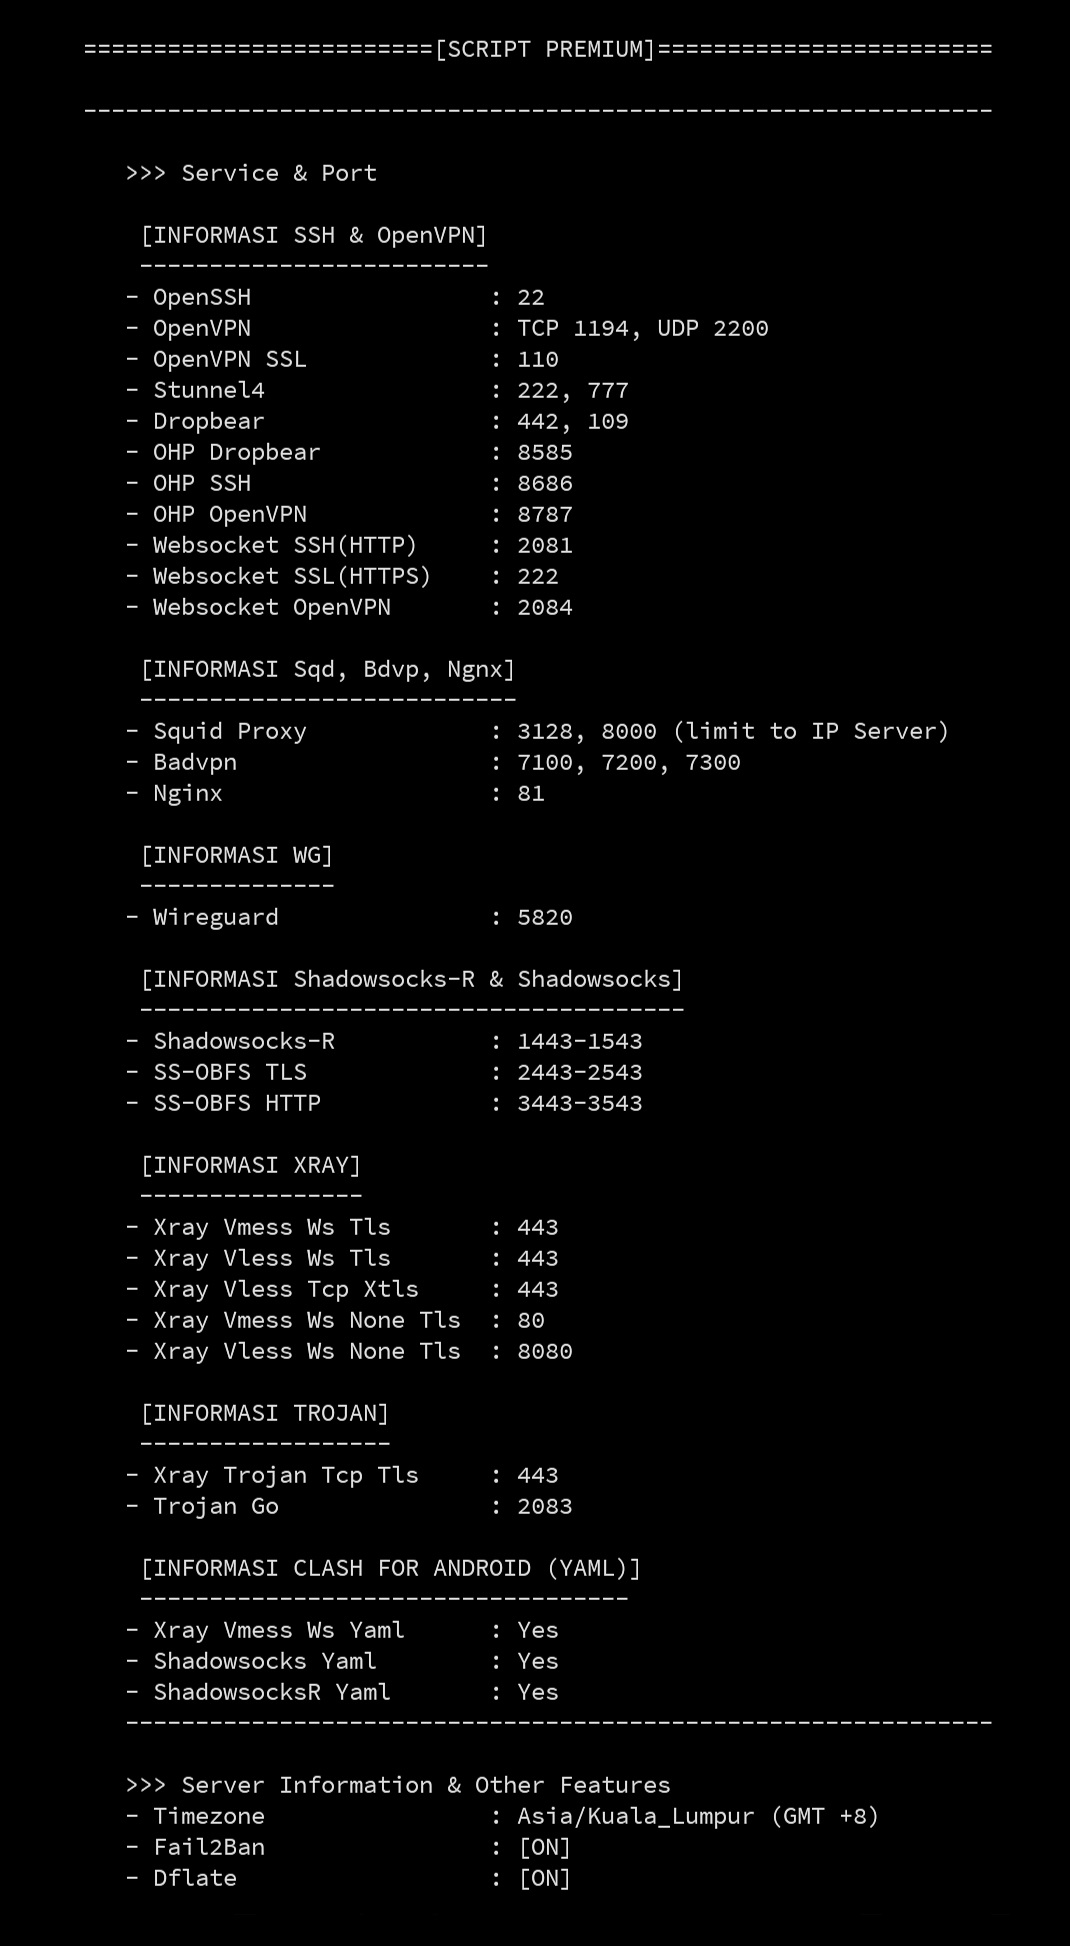 =========================[SCRIPT PREMIUM]========================
-----------------------------------------------------------------
>>> Service & Port
[INFORMASI SSH & OpenVPN]
-------------------------
- OpenSSH : 22
- OpenVPN : TCP 1194, UDP 2200
- OpenVPN SSL : 110
- Stunnel4 : 222, 777
- Dropbear : 442, 109
- OHP Dropbear : 8585
- OHP SSH : 8686
- OHP OpenVPN : 8787
- Websocket SSH(HTTP) : 2081
- Websocket SSL(HTTPS) : 222
- Websocket OpenVPN : 2084
[INFORMASI Sqd, Bdvp, Ngnx]
---------------------------
- Squid Proxy : 3128, 8000 (limit to IP Server)
- Badvpn : 7100, 7200, 7300
- Nginx : 81
[INFORMASI WG]
--------------
- Wireguard : 5820
[INFORMASI Shadowsocks-R & Shadowsocks]
---------------------------------------
- Shadowsocks-R : 1443-1543
- SS-OBFS TLS : 2443-2543
- SS-OBFS HTTP : 3443-3543
[INFORMASI XRAY]
----------------
- Xray Vmess Ws Tls : 443
- Xray Vless Ws Tls : 443
- Xray Vless Tcp Xtls : 443
- Xray Vmess Ws None Tls : 80
- Xray Vless Ws None Tls : 8080
[INFORMASI TROJAN]
------------------
- Xray Trojan Tcp Tls : 443
- Trojan Go : 2083
[INFORMASI CLASH FOR ANDROID (YAML)]
-----------------------------------
- Xray Vmess Ws Yaml : Yes
- Shadowsocks Yaml : Yes
- ShadowsocksR Yaml : Yes
--------------------------------------------------------------
>>> Server Information & Other Features
- Timezone : Asia/Kuala_Lumpur (GMT +8)
- Fail2Ban : [ON]
- Dflate : [ON]